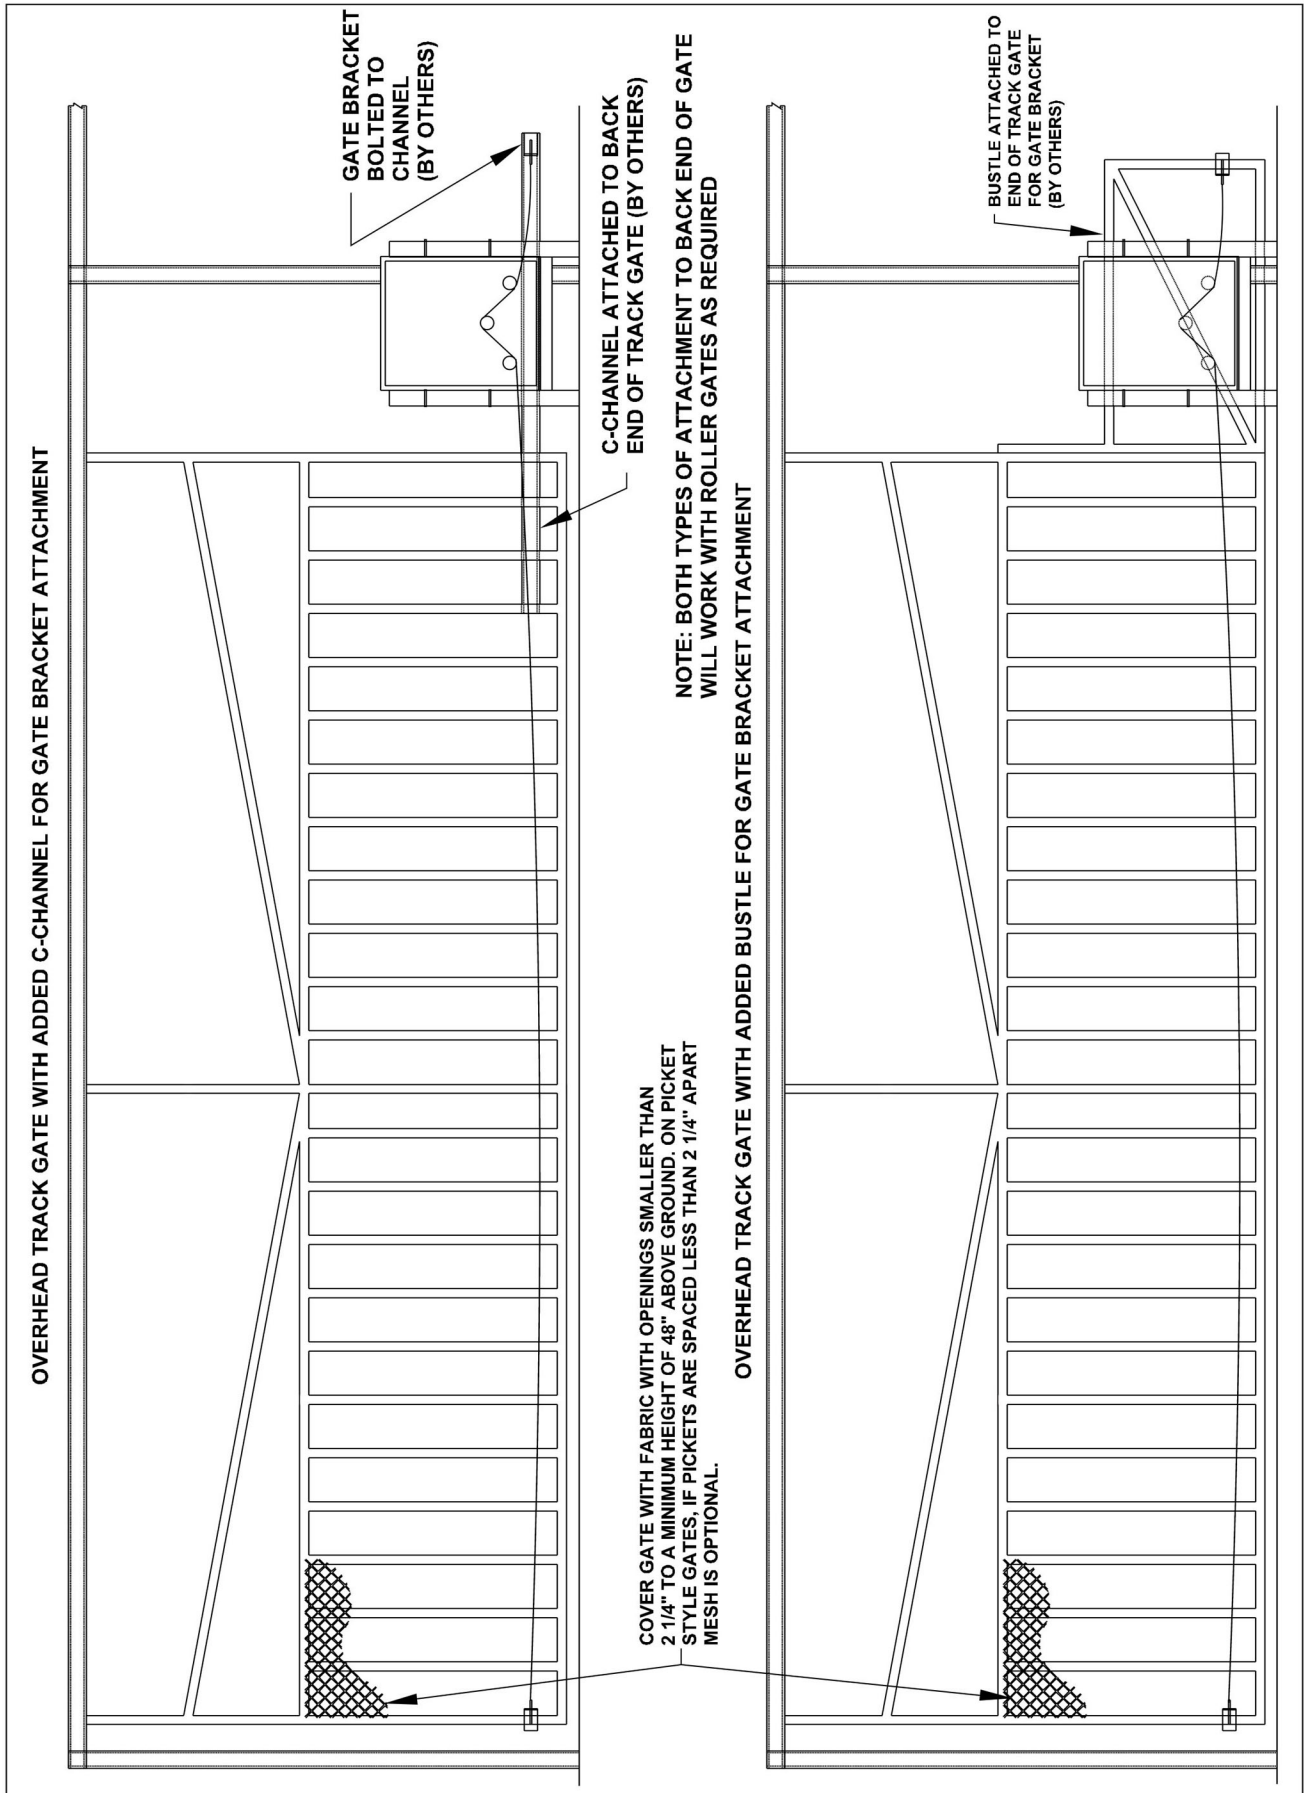 OVERHEAD TRACK GATE WITH ADDED C-CHANNEL FOR GATE BRACKET ATTACHMENT
GATE BRACKET
BOLTED TO
CHANNEL
(BY OTHERS)
C-CHANNEL ATTACHED TO BACK
END OF TRACK GATE (BY OTHERS)
COVER GATE WITH FABRIC WITH OPENINGS SMALLER THAN
2 1/4" TO A MINIMUM HEIGHT OF 48" ABOVE GROUND. ON PICKET
STYLE GATES, IF PICKETS ARE SPACED LESS THAN 2 1/4" APART
MESH IS OPTIONAL.
NOTE: BOTH TYPES OF ATTACHMENT TO BACK END OF GATE
WILL WORK WITH ROLLER GATES AS REQUIRED
OVERHEAD TRACK GATE WITH ADDED BUSTLE FOR GATE BRACKET ATTACHMENT
BUSTLE ATTACHED TO
END OF TRACK GATE
FOR GATE BRACKET
(BY OTHERS)